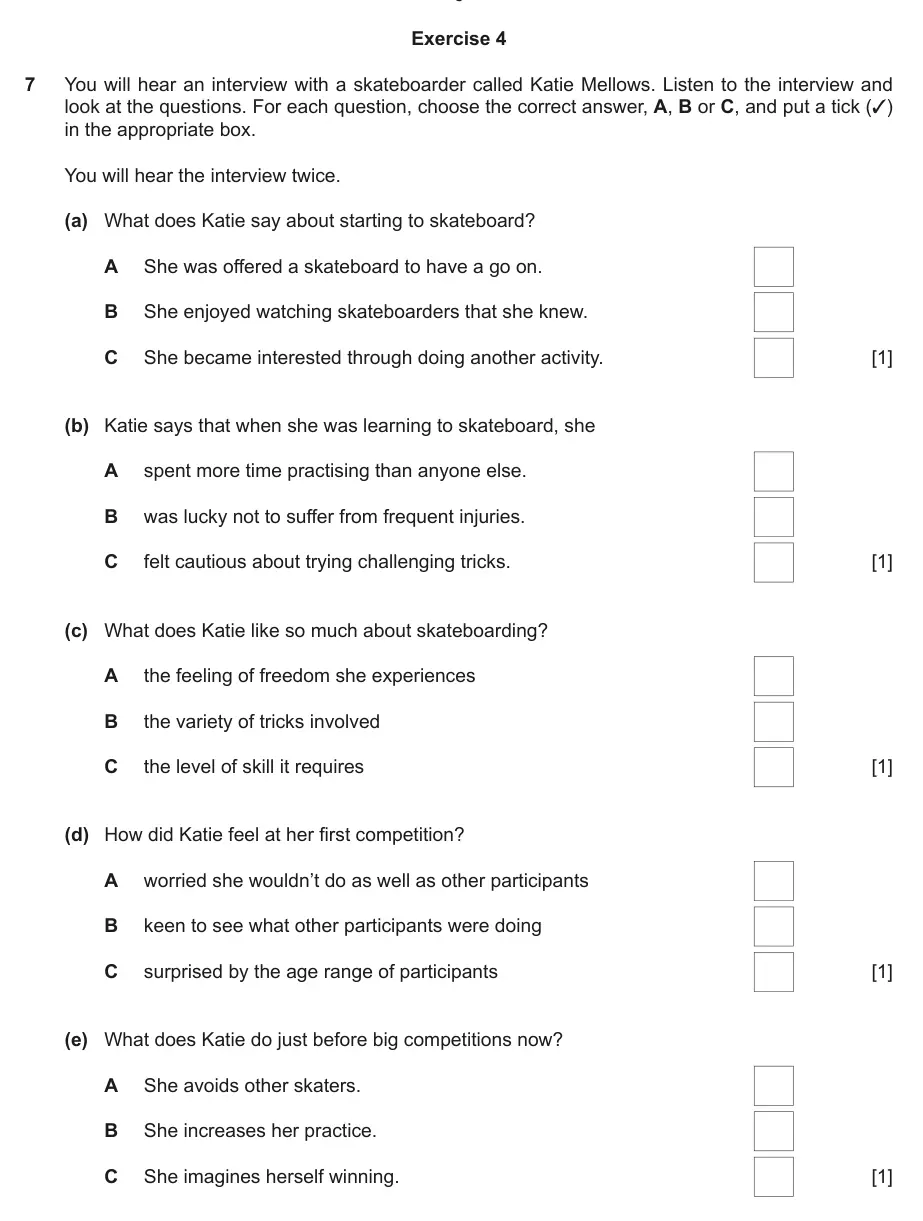 Exercise 4
7 You will hear an interview with a skateboarder called Katie Mellows. Listen to the interview and
look at the questions. For each question, choose the correct answer, A, B or C, and put a tick (✓)
in the appropriate box.
You will hear the interview twice.
(a) What does Katie say about starting to skateboard?
A She was offered a skateboard to have a go on.
B She enjoyed watching skateboarders that she knew.
C She became interested through doing another activity. [1]
(b) Katie says that when she was learning to skateboard, she
A spent more time practising than anyone else.
B was lucky not to suffer from frequent injuries.
C felt cautious about trying challenging tricks. [1]
(c) What does Katie like so much about skateboarding?
A the feeling of freedom she experiences
B the variety of tricks involved
C the level of skill it requires [1]
(d) How did Katie feel at her first competition?
A worried she wouldn't do as well as other participants
B keen to see what other participants were doing
C surprised by the age range of participants [1]
(e) What does Katie do just before big competitions now?
A She avoids other skaters.
B She increases her practice.
C She imagines herself winning. [1]